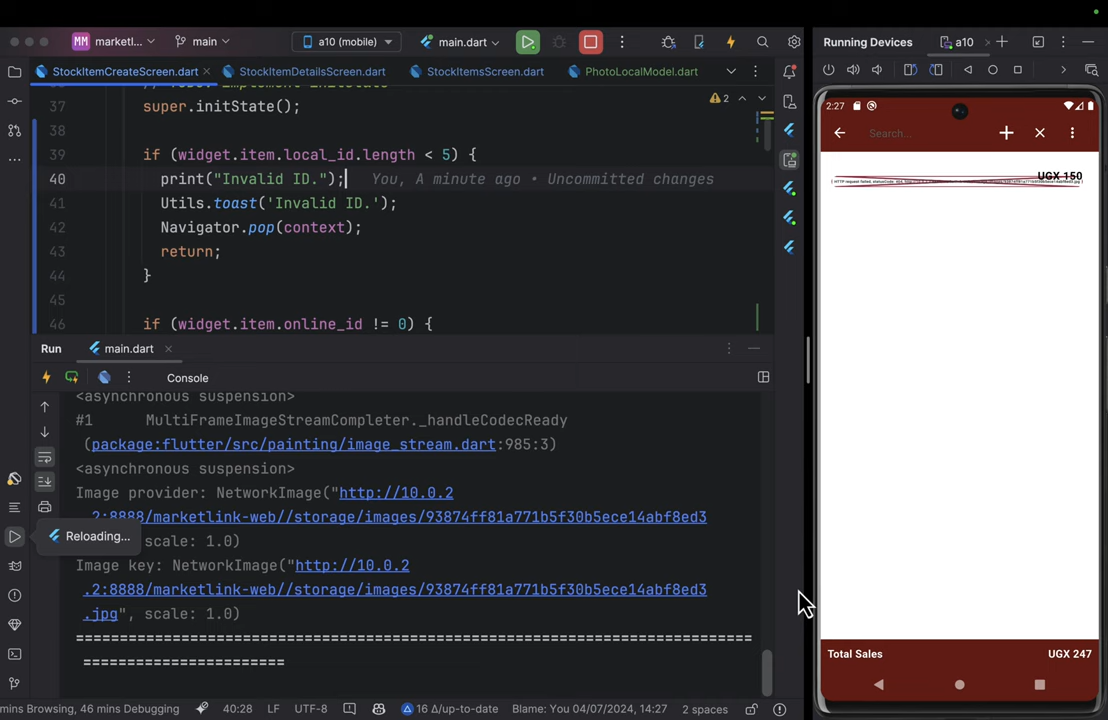 MM marketl...
main
a10 (mobile)
main.dart
Running Devices
a10
StockItemCreateScreen.dart
StockItemDetailsScreen.dart
StockItemsScreen.dart
PhotoLocalModel.dart
2
37 super.initState();
38
39 if (widget.item.local_id.length < 5) {
40 print("Invalid ID."); You, A minute ago • Uncommitted changes
41 Utils.toast('Invalid ID.');
42 Navigator.pop(context);
43 return;
44 }
45
46 if (widget.item.online_id != 0) {
Run main.dart
Console
<asynchronous suspension>
#1 MultiFrameImageStreamCompleter._handleCodecReady
(package:flutter/src/painting/image_stream.dart:985:3)
<asynchronous suspension>
Image provider: NetworkImage("http://10.0.2
.2:8888/marketlink-web//storage/images/93874ff81a771b5f30b5ece14abf8ed3
scale: 1.0)
Image key: NetworkImage("http://10.0.2
.2:8888/marketlink-web//storage/images/93874ff81a771b5f30b5ece14abf8ed3
.jpg", scale: 1.0)
============================================================================
=======================
Reloading...
mins Browsing, 46 mins Debugging
40:28
LF
UTF-8
16 Δ/up-to-date
Blame: You 04/07/2024, 14:27
2 spaces
2:27
Search...
UGX 150
Total Sales
UGX 247